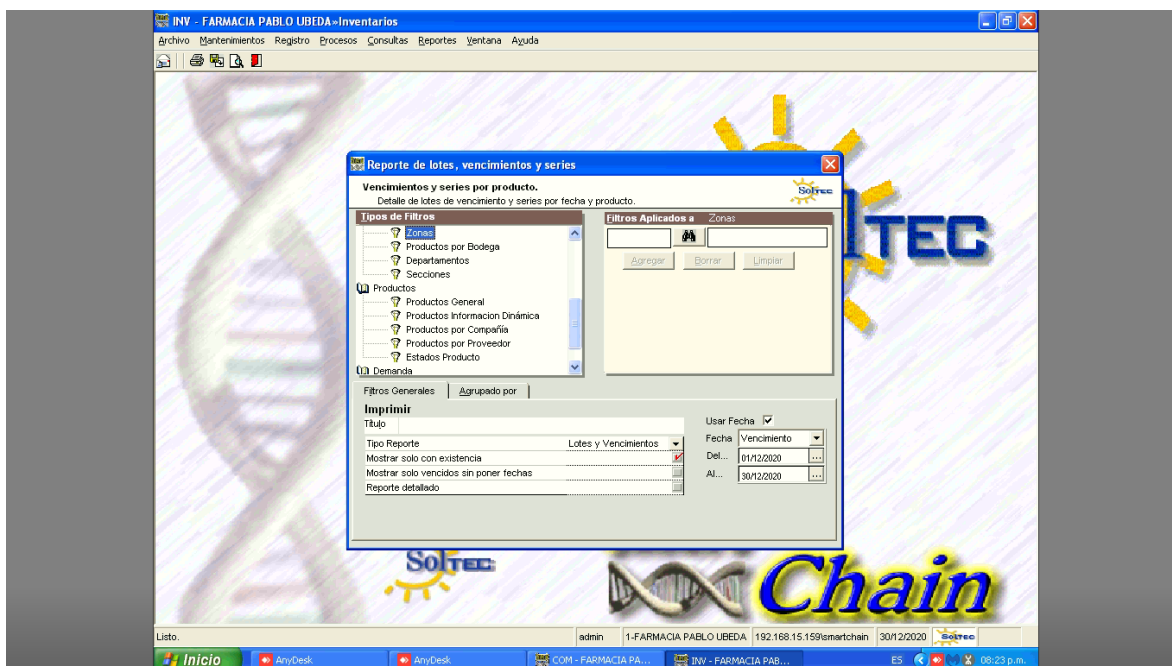 INV - FARMACIA PABLO UBEDA»Inventarios
Archivo Mantenimientos Registro Procesos Consultas Reportes Ventana Ayuda
Reporte de lotes, vencimientos y series
Vencimientos y series por producto.
Detalle de lotes de vencimiento y series por fecha y producto.
Soltec
Tipos de Filtros
Zonas
Productos por Bodega
Departamentos
Secciones
Productos
Productos General
Productos Informacion Dinámica
Productos por Compañía
Productos por Proveedor
Estados Producto
Demanda
Filtros Aplicados a Zonas
Agregar Borrar Limpiar
TEC
Filtros Generales Agrupado por
Imprimir
Título
Tipo Reporte Lotes y Vencimientos
Mostrar solo con existencia
Mostrar solo vencidos sin poner fechas
Reporte detallado
Usar Fecha
Fecha Vencimiento
Del... 01/12/2020 ...
Al... 30/12/2020 ...
SolTEC
Chain
Listo. admin 1-FARMACIA PABLO UBEDA 192.168.15.159\smartchain 30/12/2020 Soltec
Inicio AnyDesk AnyDesk COM - FARMACIA PA... INV - FARMACIA PAB... ES 08:23 p.m.